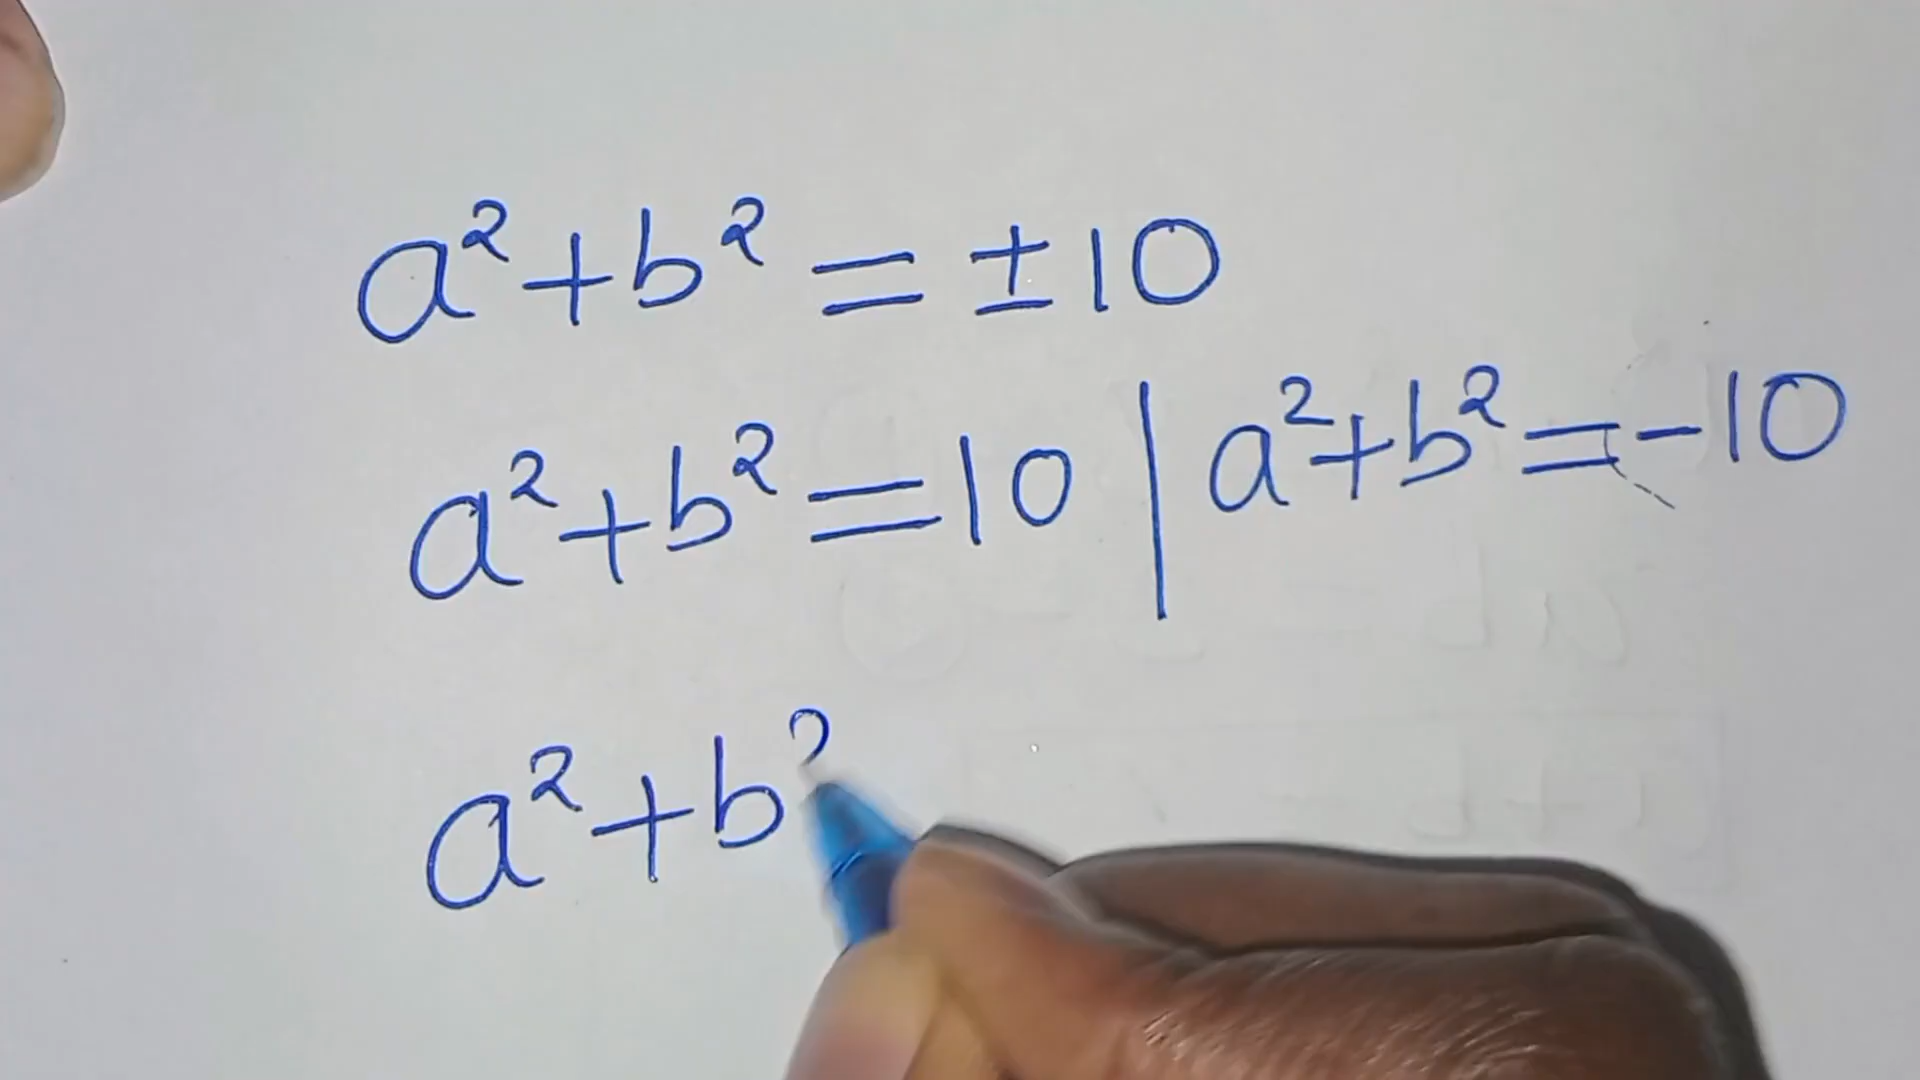 a² + b² = ±10
a² + b² = 10 | a² + b² = -10
a² + b²